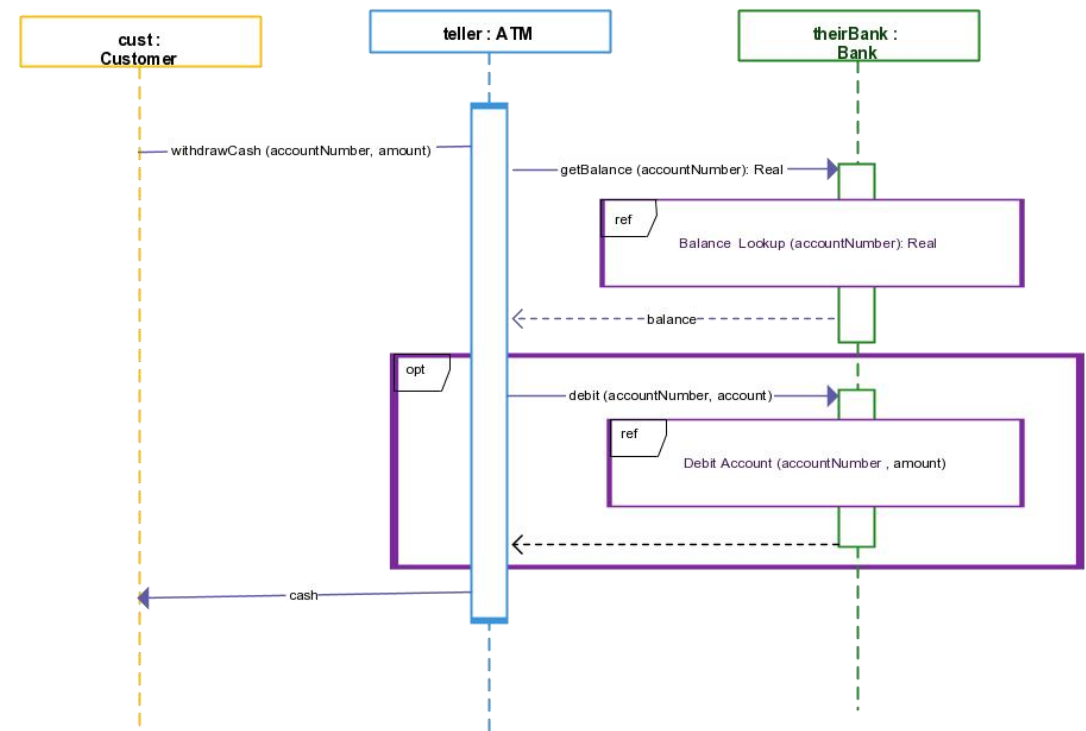 cust :
Customer
teller : ATM
theirBank :
Bank
withdrawCash (accountNumber, amount)
getBalance (accountNumber): Real
ref
Balance Lookup (accountNumber): Real
balance
opt
debit (accountNumber, account)
ref
Debit Account (accountNumber , amount)
cash